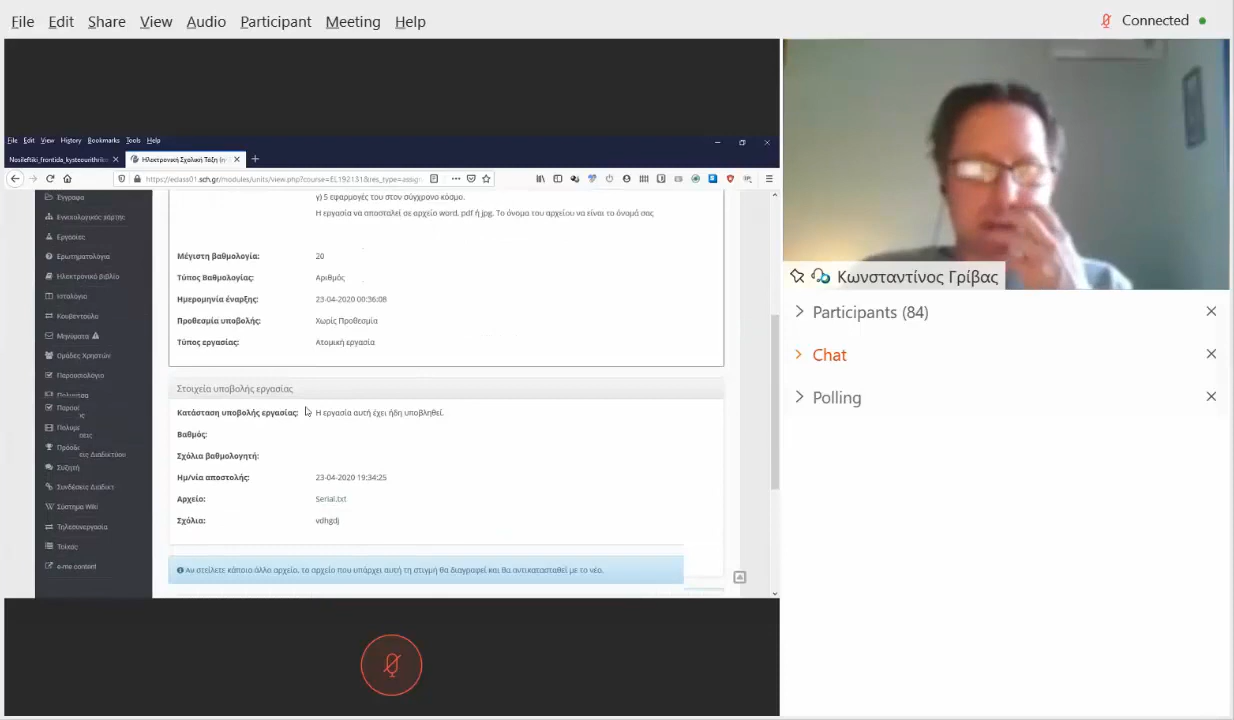 File Edit Share View Audio Participant Meeting Help
Connected
File Edit View History Bookmarks Tools Help
Nosileftiki_frontida_kysteourithrikο
Ηλεκτρονική Σχολική Τάξη (η-
https://eclass01.sch.gr/modules/units/view.php?course=EL192131&res_type=assig
Έγγραφα
Εννοιολογικός χάρτης
Εργασίες
Ερωτηματολόγια
Ηλεκτρονικό βιβλίο
Ιστολόγιο
Κουβεντούλα
Μηνύματα
Ομάδες Χρηστών
Παρουσιολόγιο
Συνδέσεις Διαδικτ
Σύστημα Wiki
Τηλεσυνεργασία
Τοίχος
e-me content
γ) 5 εφαρμογές του στον σύγχρονο κόσμο.
Η εργασία να αποσταλεί σε αρχείο word, pdf ή jpg. Το όνομα του αρχείου να είναι το όνομά σας
Μέγιστη βαθμολογία: 20
Τύπος Βαθμολογίας: Αριθμός
Ημερομηνία έναρξης: 23-04-2020 00:36:08
Προθεσμία υποβολής: Χωρίς Προθεσμία
Τύπος εργασίας: Ατομική εργασία
Στοιχεία υποβολής εργασίας
Κατάσταση υποβολής εργασίας: Η εργασία αυτή έχει ήδη υποβληθεί.
Βαθμός:
Σχόλια βαθμολογητή:
Ημ/νία αποστολής: 23-04-2020 19:34:25
Αρχείο: Serial.txt
Σχόλια: vdhgdj
Αν στείλετε κάποιο άλλο αρχείο, το αρχείο που υπάρχει αυτή τη στιγμή θα διαγραφεί και θα αντικατασταθεί με το νέο.
Κωνσταντίνος Γρίβας
Participants (84)
Chat
Polling